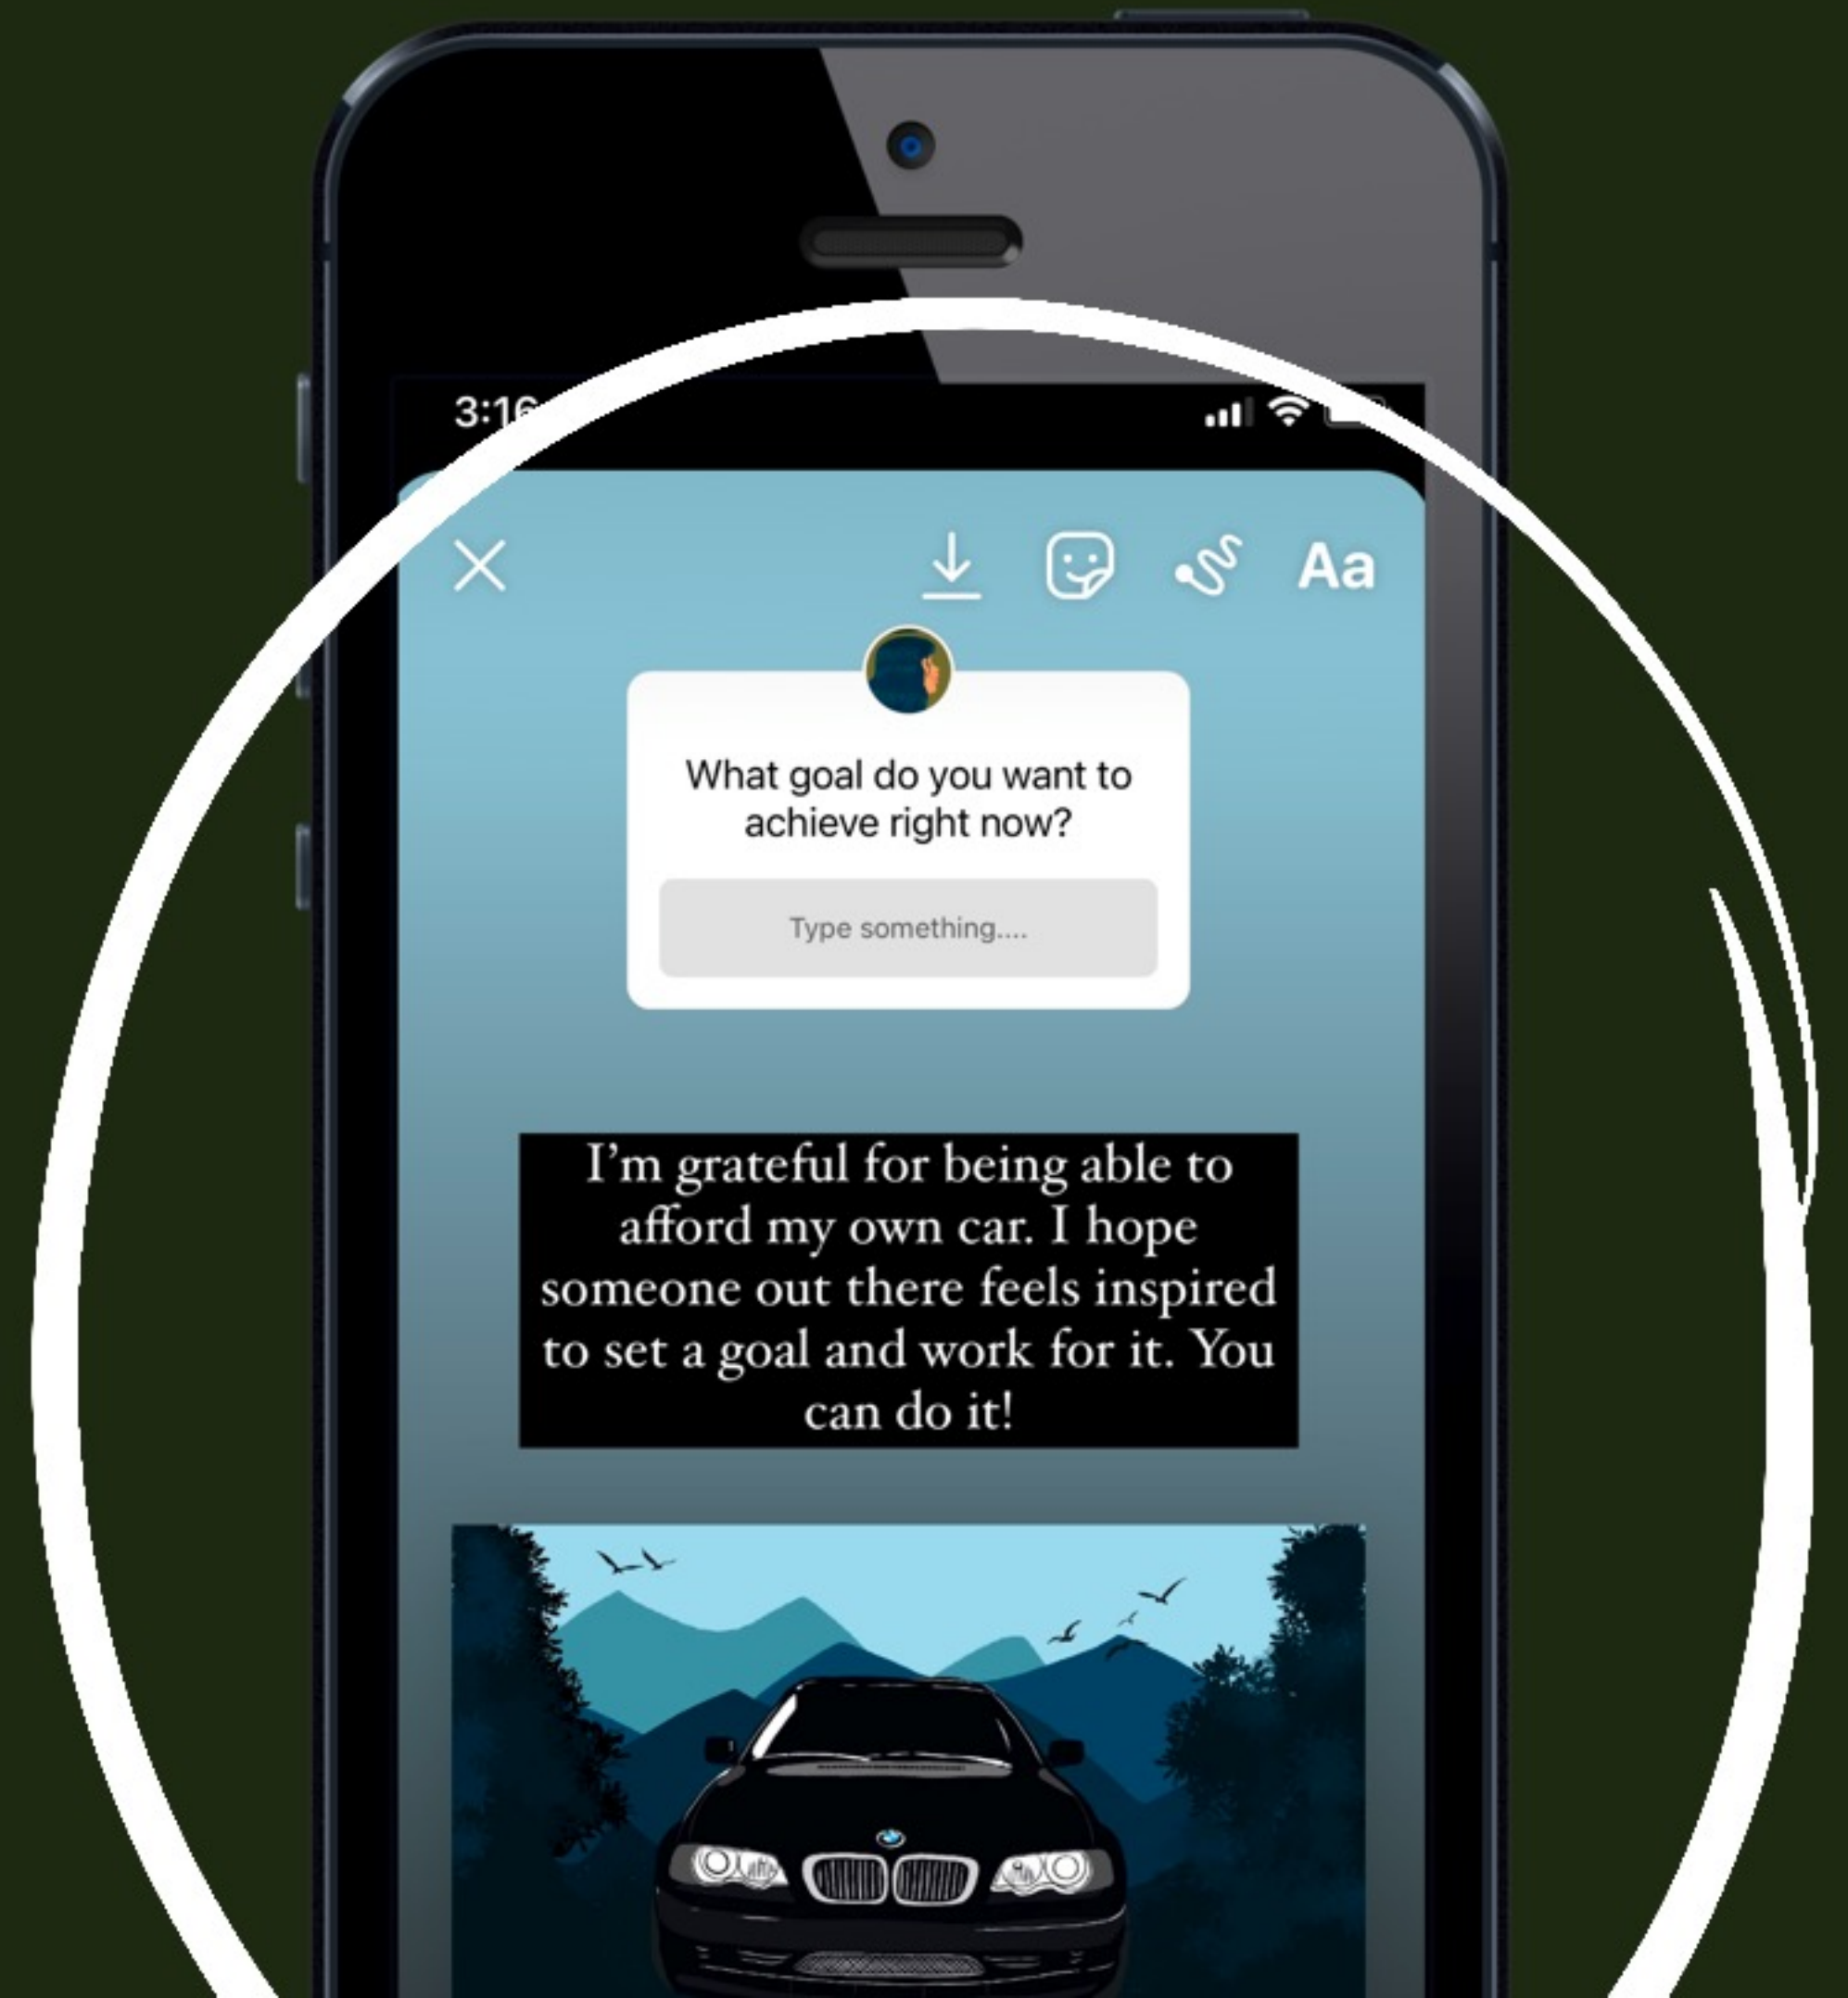 3:16
Aa
What goal do you want to
achieve right now?
Type something....
I'm grateful for being able to
afford my own car. I hope
someone out there feels inspired
to set a goal and work for it. You
can do it!